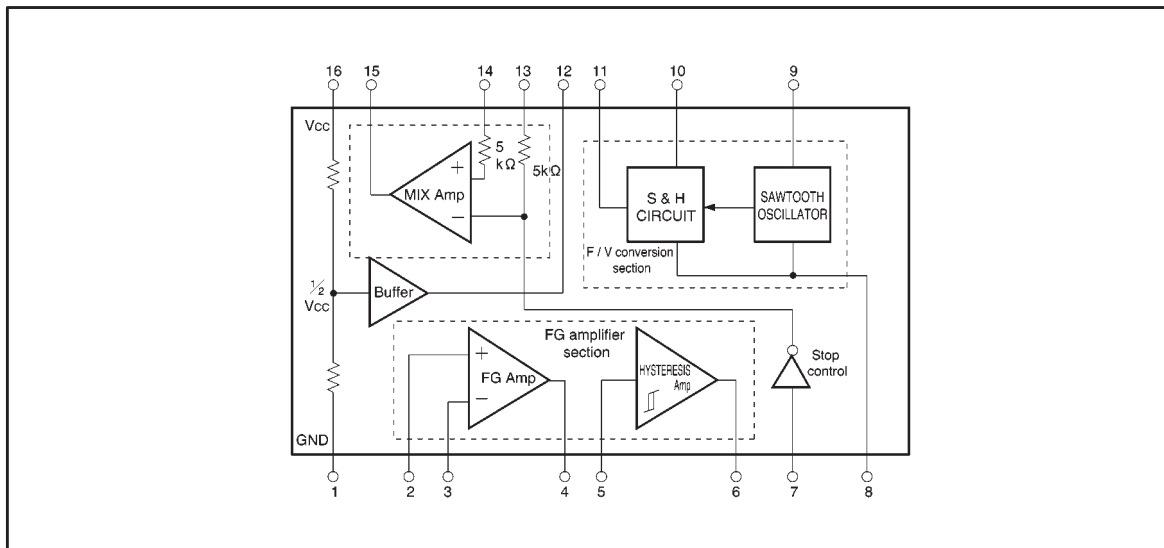 16 15 14 13 12 11 10 9
Vcc
5
kΩ
5kΩ
MIX Amp
+
−
S & H
CIRCUIT
SAWTOOTH
OSCILLATOR
F / V conversion
section
1/2
Vcc
Buffer
FG amplifier
section
+
FG Amp
−
HYSTERESIS
Amp
Stop
control
GND
1 2 3 4 5 6 7 8